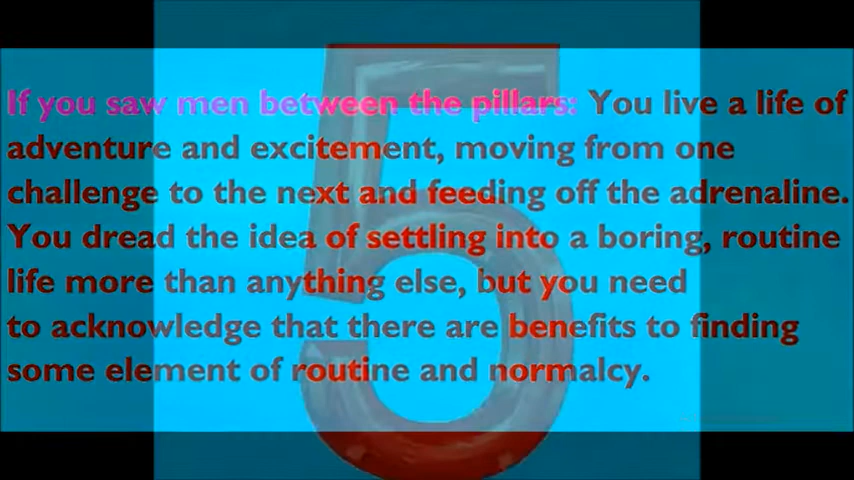 If you saw men between the pillars: You live a life of
adventure and excitement, moving from one
challenge to the next and feeding off the adrenaline.
You dread the idea of settling into a boring, routine
life more than anything else, but you need
to acknowledge that there are benefits to finding
some element of routine and normalcy.
5